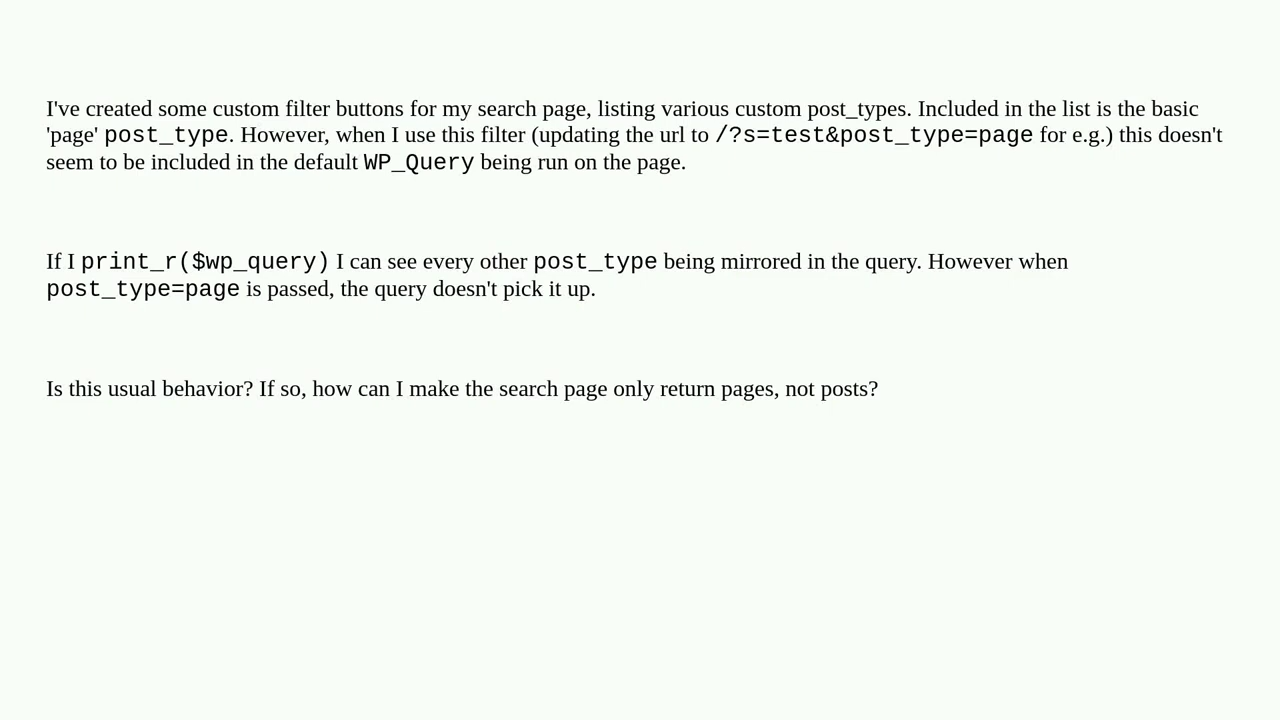 I've created some custom filter buttons for my search page, listing various custom post_types. Included in the list is the basic
'page' post_type. However, when I use this filter (updating the url to /?s=test&post_type=page for e.g.) this doesn't
seem to be included in the default WP_Query being run on the page.
If I print_r($wp_query) I can see every other post_type being mirrored in the query. However when
post_type=page is passed, the query doesn't pick it up.
Is this usual behavior? If so, how can I make the search page only return pages, not posts?